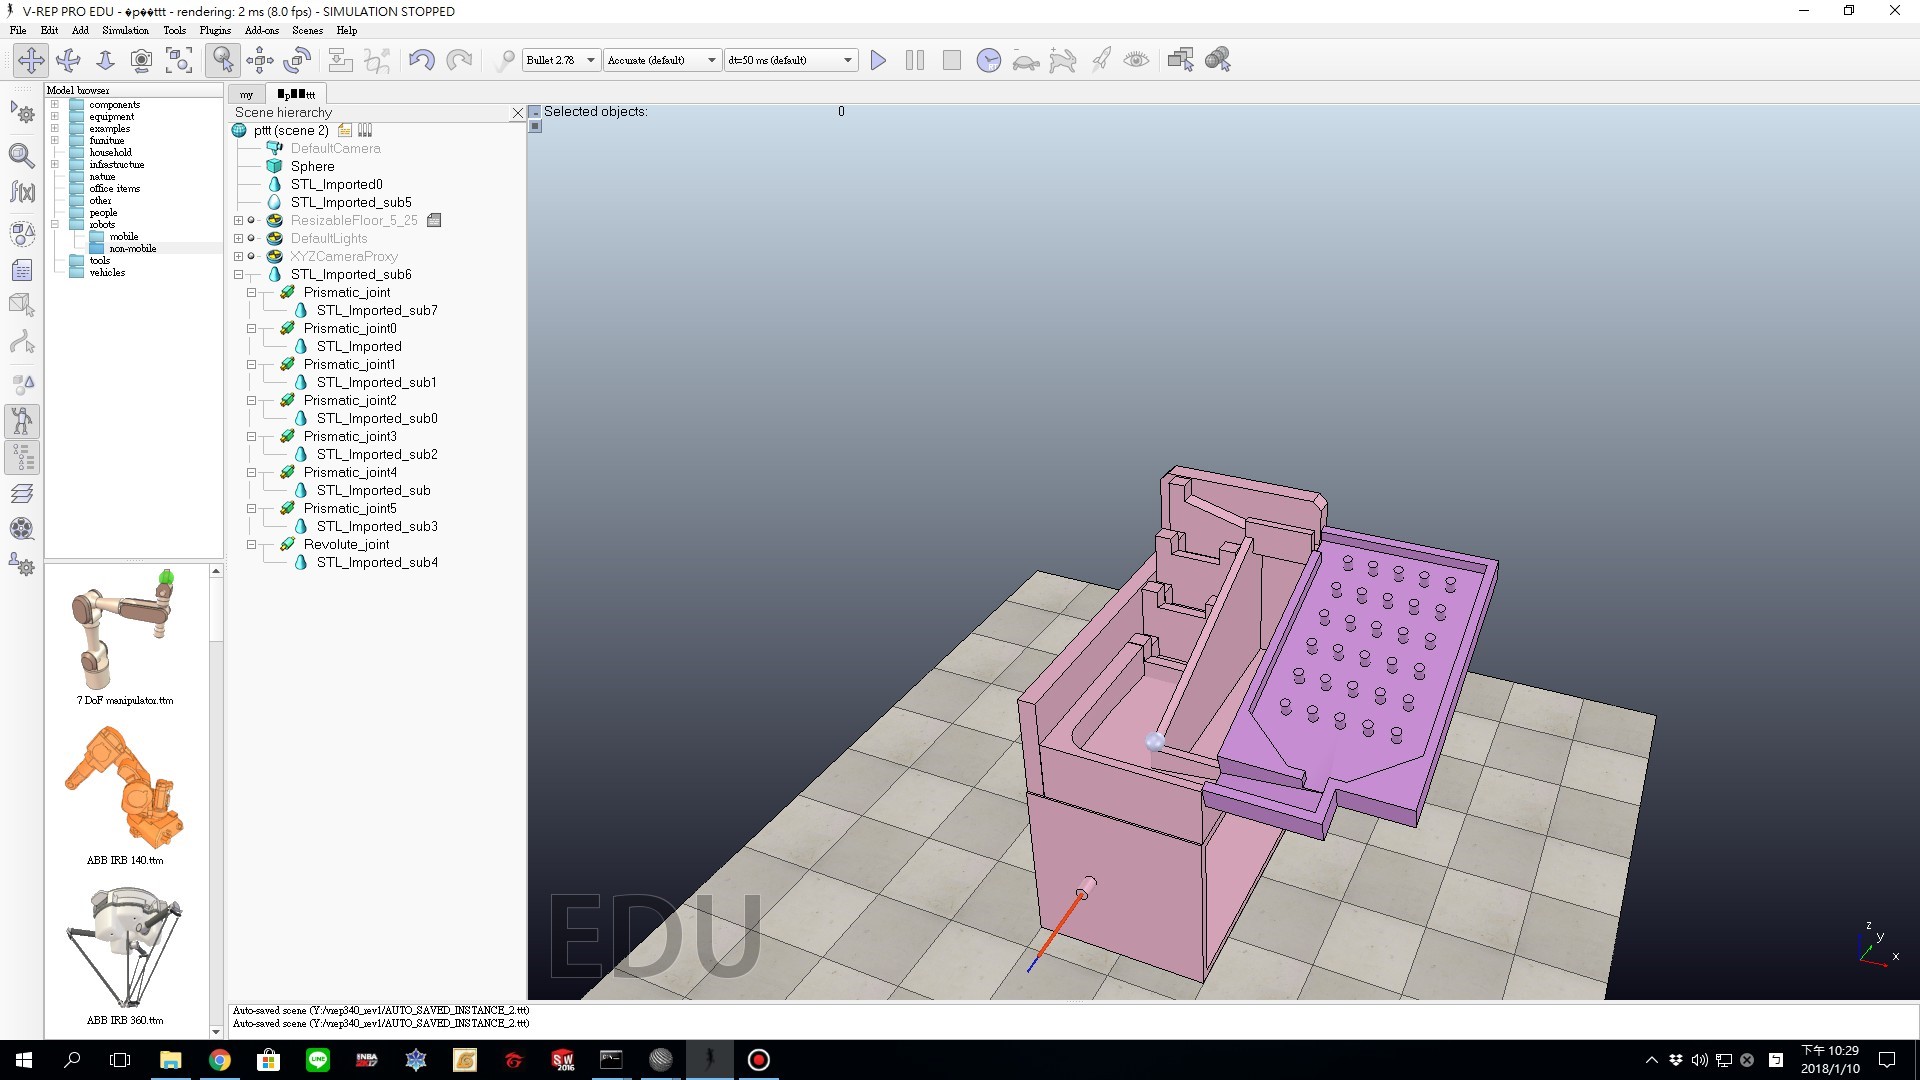 V-REP PRO EDU - �p��ttt - rendering: 2 ms (8.0 fps) - SIMULATION STOPPED
File Edit Add Simulation Tools Plugins Add-ons Scenes Help
Bullet 2.78 Accurate (default) dt=50 ms (default)
Model browser
components
equipment
examples
furniture
household
infrastructure
nature
office items
other
people
robots
mobile
non-mobile
tools
vehicles
7 DoF manipulator.ttm
ABB IRB 140.ttm
ABB IRB 360.ttm
my
Scene hierarchy
pttt (scene 2)
DefaultCamera
Sphere
STL_Imported0
STL_Imported_sub5
ResizableFloor_5_25
DefaultLights
XYZCameraProxy
STL_Imported_sub6
Prismatic_joint
STL_Imported_sub7
Prismatic_joint0
STL_Imported
Prismatic_joint1
STL_Imported_sub1
Prismatic_joint2
STL_Imported_sub0
Prismatic_joint3
STL_Imported_sub2
Prismatic_joint4
STL_Imported_sub
Prismatic_joint5
STL_Imported_sub3
Revolute_joint
STL_Imported_sub4
Selected objects: 0
EDU
z
y
x
Auto-saved scene (Y:/vrep340_rev1/AUTO_SAVED_INSTANCE_2.ttt)
Auto-saved scene (Y:/vrep340_rev1/AUTO_SAVED_INSTANCE_2.ttt)
LINE
NBA 2K17
SW 2016
下午 10:29
2018/1/10